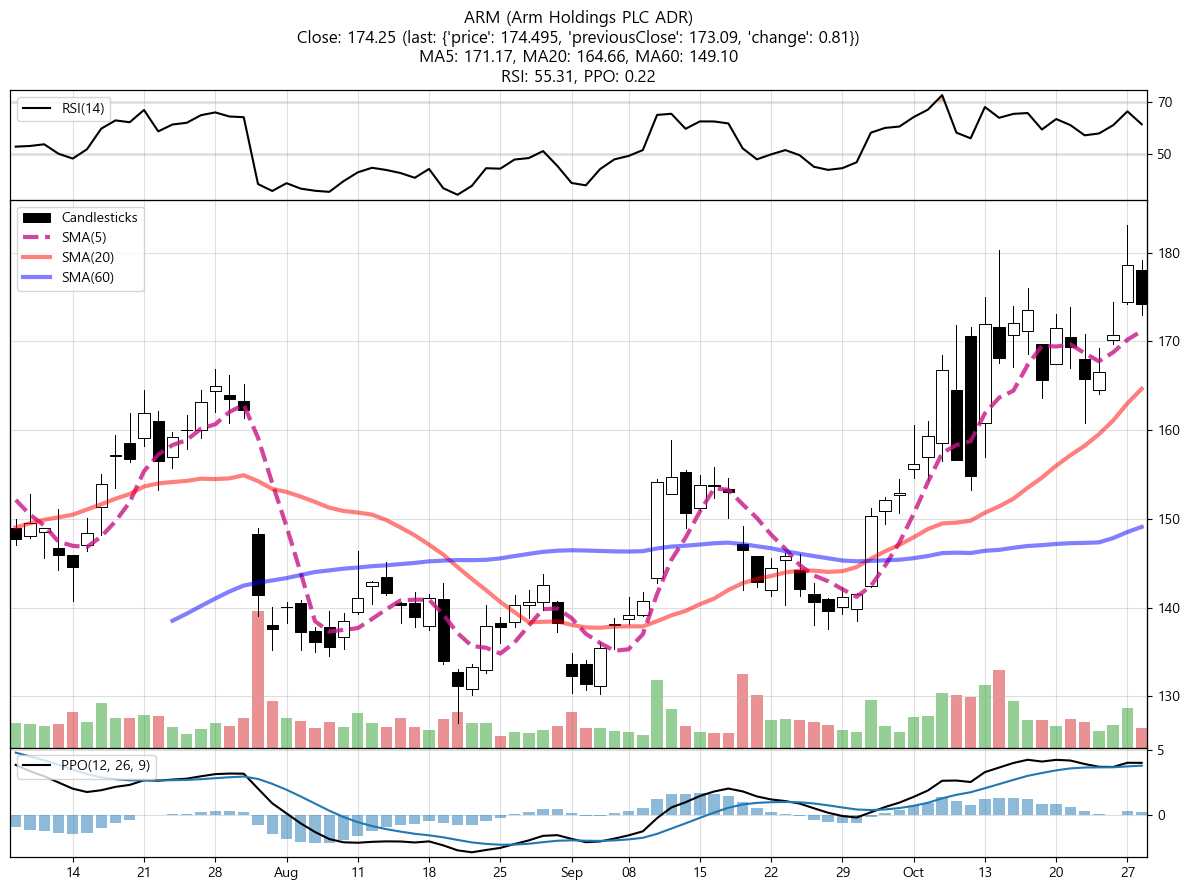 ARM (Arm Holdings PLC ADR)
Close: 174.25 (last: {'price': 174.495, 'previousClose': 173.09, 'change': 0.81})
MA5: 171.17, MA20: 164.66, MA60: 149.10
RSI: 55.31, PPO: 0.22
RSI(14)
70
50
Candlesticks
SMA(5)
SMA(20)
SMA(60)
180
170
160
150
140
130
PPO(12, 26, 9)
5
0
14 21 28 Aug 11 18 25 Sep 08 15 22 29 Oct 13 20 27